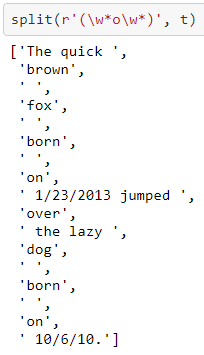 split(r'(\w*o\w*)', t)
['The quick ',
'brown',
' ',
'fox',
' ',
'born',
' ',
'on',
' 1/23/2013 jumped ',
'over',
' the lazy ',
'dog',
' ',
'born',
' ',
'on',
' 10/6/10.']